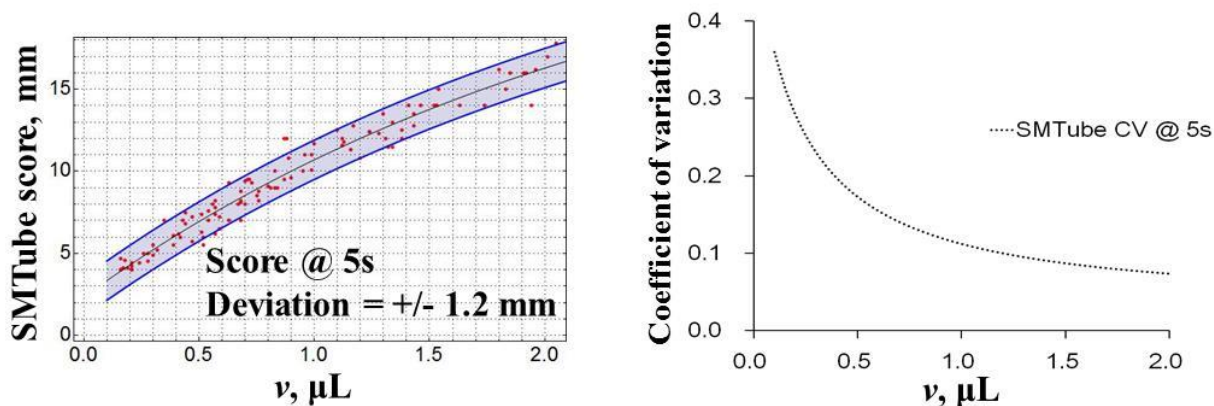 SMTube score, mm
15
10
5
0
Score @ 5s
Deviation = +/- 1.2 mm
0.0 0.5 1.0 1.5 2.0
v, μL
Coefficient of variation
0.4
0.3
0.2
0.1
0.0
SMTube CV @ 5s
0.0 0.5 1.0 1.5 2.0
v, μL